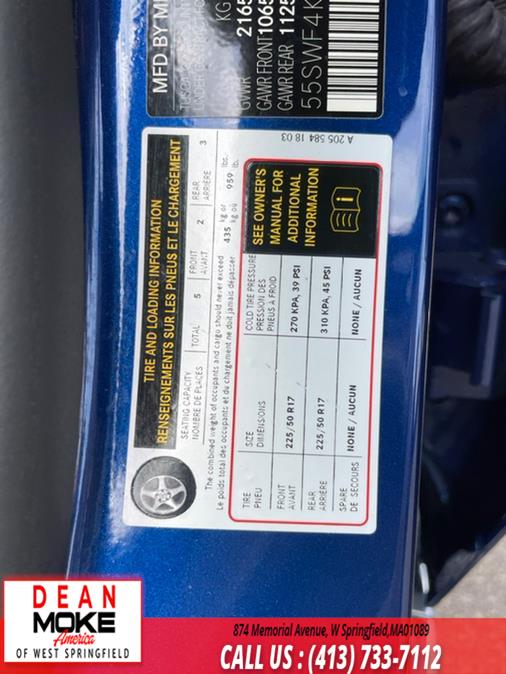 MFD BY
KG
GVWR 2165
GAWR FRONT 1065
GAWR REAR 1125
55SWF4K
A 205 584 18 03
TIRE AND LOADING INFORMATION
RENSEIGNEMENTS SUR LES PNEUS ET LE CHARGEMENT
SEATING CAPACITY TOTAL 5 FRONT 2 REAR 3
NOMBRE DE PLACES AVANT ARRIÈRE
The combined weight of occupants and cargo should never exceed 435 kg or 959 lbs.
Le poids total des occupants et du chargement ne doit jamais dépasser kg ou lb.
TIRE SIZE COLD TIRE PRESSURE
PNEU DIMENSIONS PRESSION DES
PNEUS À FROID
FRONT 225/50 R17 270 KPA, 39 PSI
AVANT
REAR 225/50 R17 310 KPA, 45 PSI
ARRIÈRE
SPARE NONE / AUCUN NONE / AUCUN
DE SECOURS
SEE OWNER'S
MANUAL FOR
ADDITIONAL
INFORMATION
DEAN
MOKE
America
OF WEST SPRINGFIELD
874 Memorial Avenue, W Springfield,MA01089
CALL US : (413) 733-7112